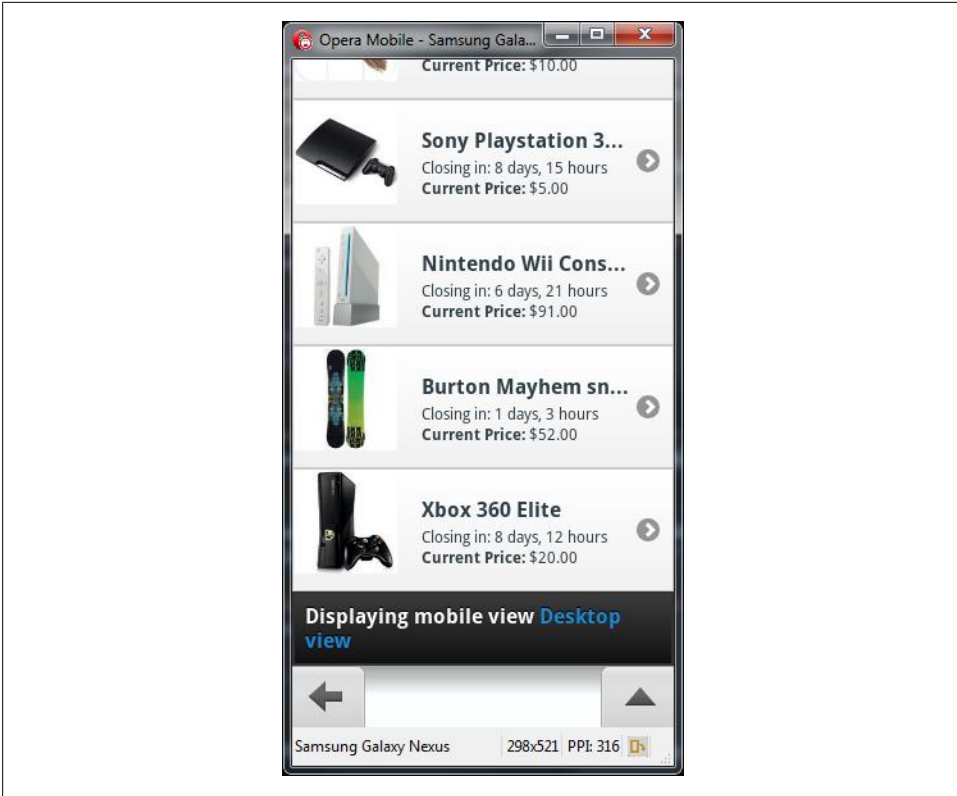 Opera Mobile - Samsung Gala...
Current Price: $10.00
Sony Playstation 3...
Closing in: 8 days, 15 hours
Current Price: $5.00
Nintendo Wii Cons...
Closing in: 6 days, 21 hours
Current Price: $91.00
Burton Mayhem sn...
Closing in: 1 days, 3 hours
Current Price: $52.00
Xbox 360 Elite
Closing in: 8 days, 12 hours
Current Price: $20.00
Displaying mobile view Desktop
view
Samsung Galaxy Nexus 298x521 PPI: 316